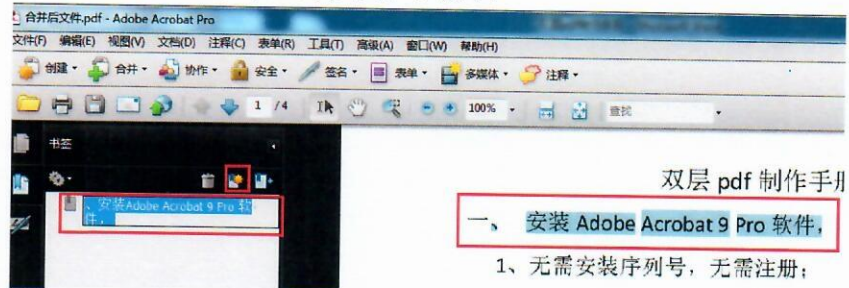 合并后文件.pdf - Adobe Acrobat Pro
文件(F) 编辑(E) 视图(V) 文档(D) 注释(C) 表单(R) 工具(T) 高级(A) 窗口(W) 帮助(H)
创建 合并 协作 安全 签名 表单 多媒体 注释
1 /4 100% 查找
书签
双层 pdf 制作手册
、安装Adobe Acrobat 9 Pro 软
件，
一、 安装 Adobe Acrobat 9 Pro 软件，
1、无需安装序列号，无需注册；